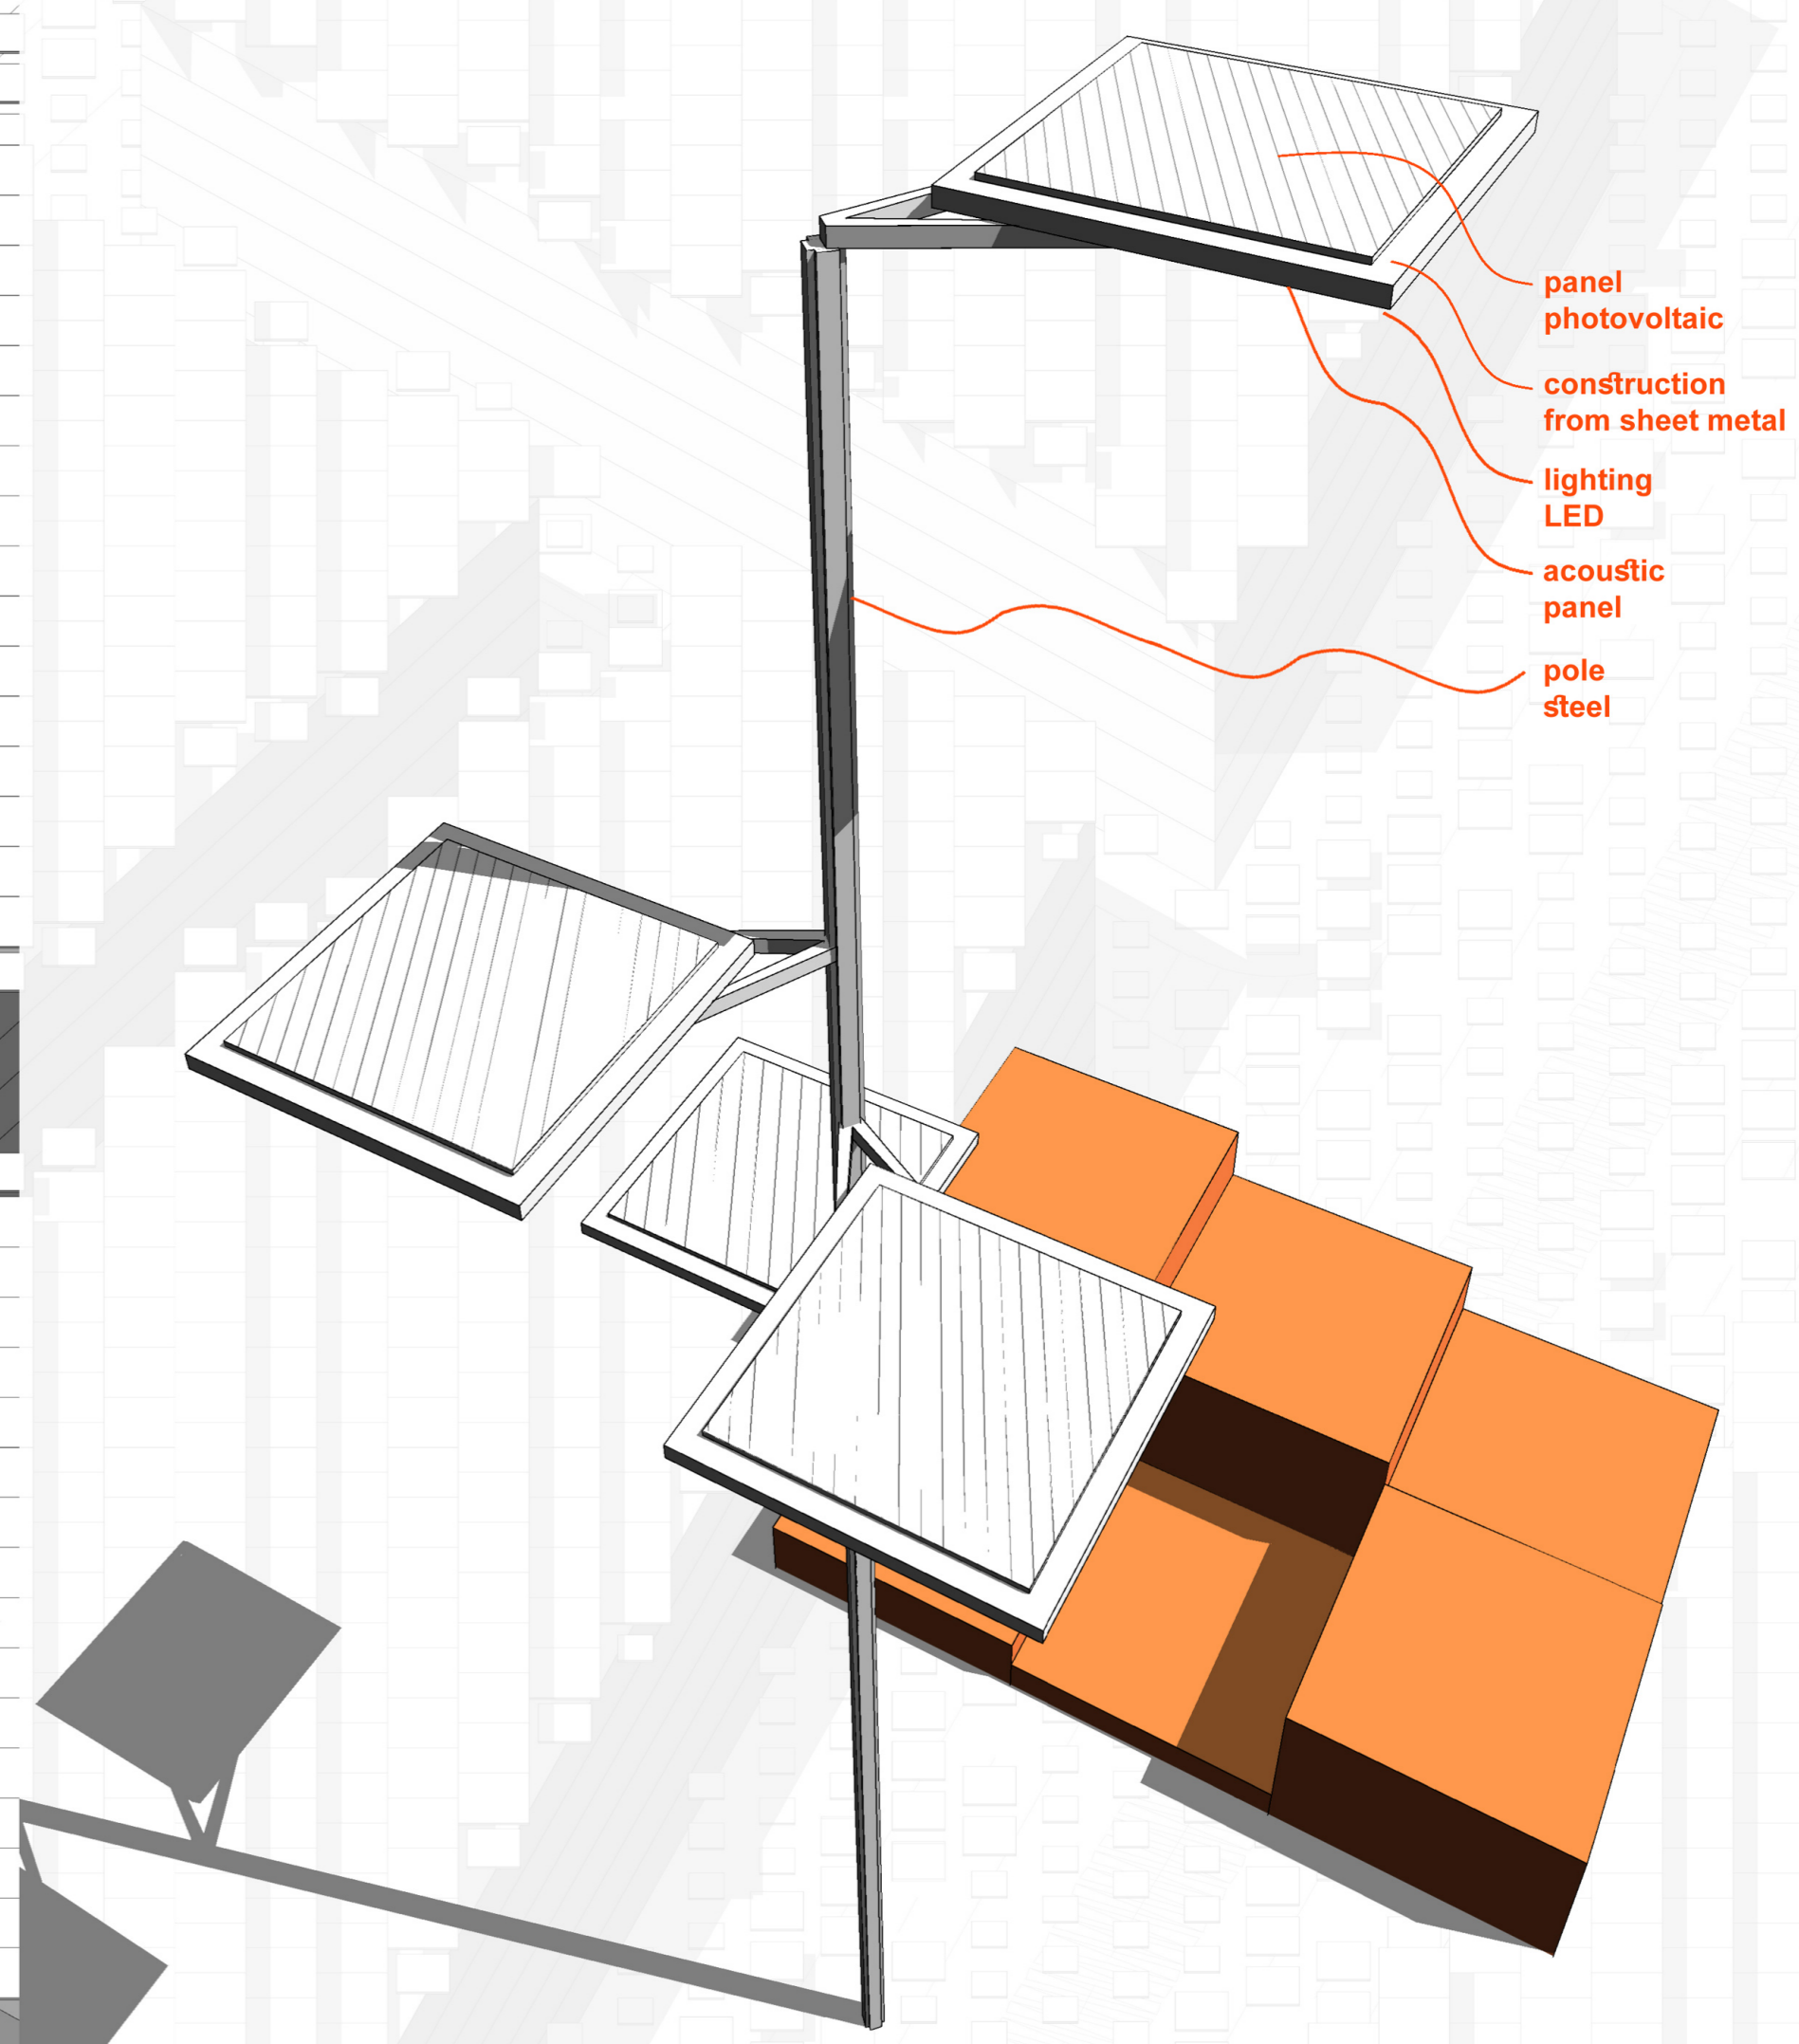 panel
photovoltaic
construction
from sheet metal
lighting
LED
acoustic
panel
pole
steel